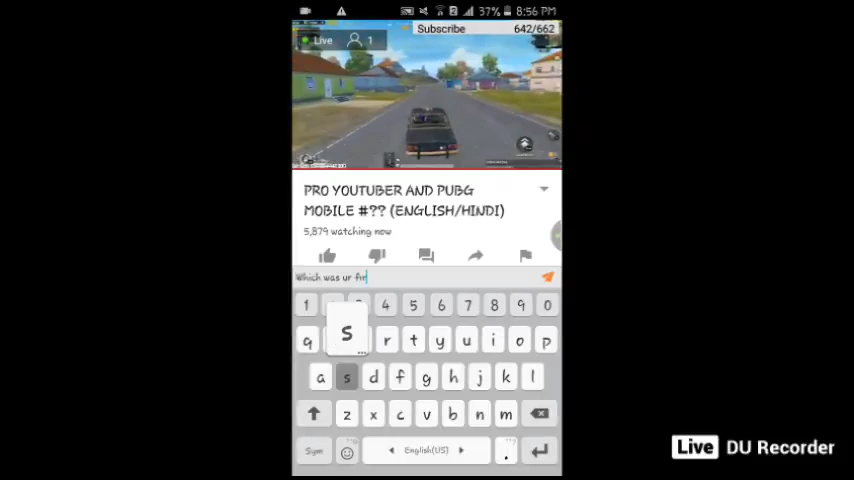 37% 8:56 PM
Subscribe 642/662
Live 1
PRO YOUTUBER AND PUBG
MOBILE #?? (ENGLISH/HINDI)
5,879 watching now
Which was ur fir
1 4 5 6 7 8 9 0
s
q r t y u i o p
a s d f g h j k l
z x c v b n m
Sym English(US) .
Live DU Recorder